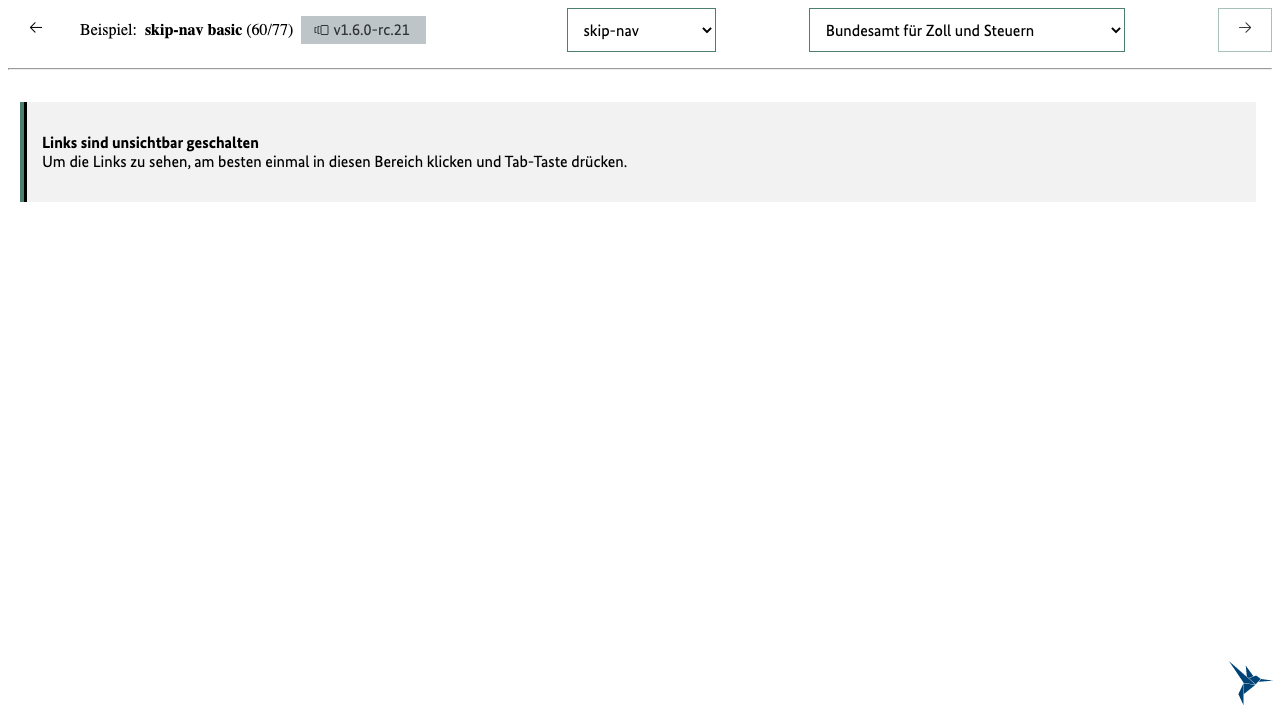 Beispiel: skip-nav basic (60/77) v1.6.0-rc.21 skip-nav Bundesamt für Zoll und Steuern
Links sind unsichtbar geschalten
Um die Links zu sehen, am besten einmal in diesen Bereich klicken und Tab-Taste drücken.